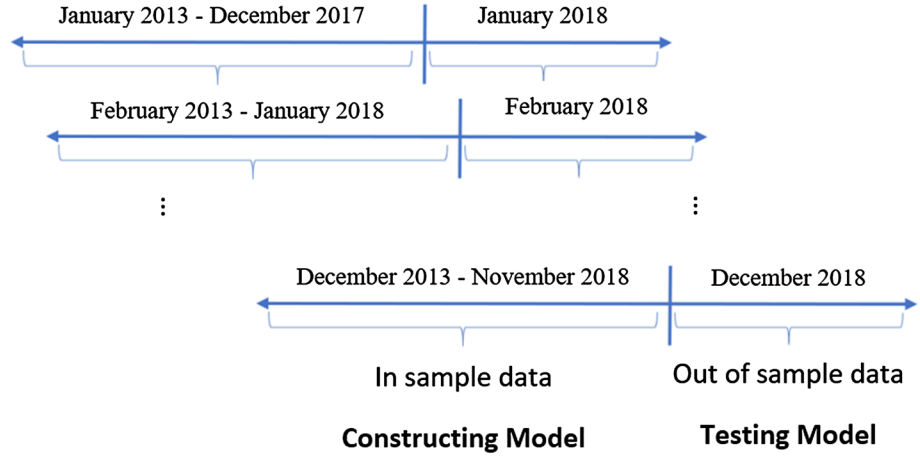 January 2013 - December 2017 January 2018
February 2013 - January 2018 February 2018
⋮ ⋮
December 2013 - November 2018 December 2018
In sample data Out of sample data
Constructing Model Testing Model